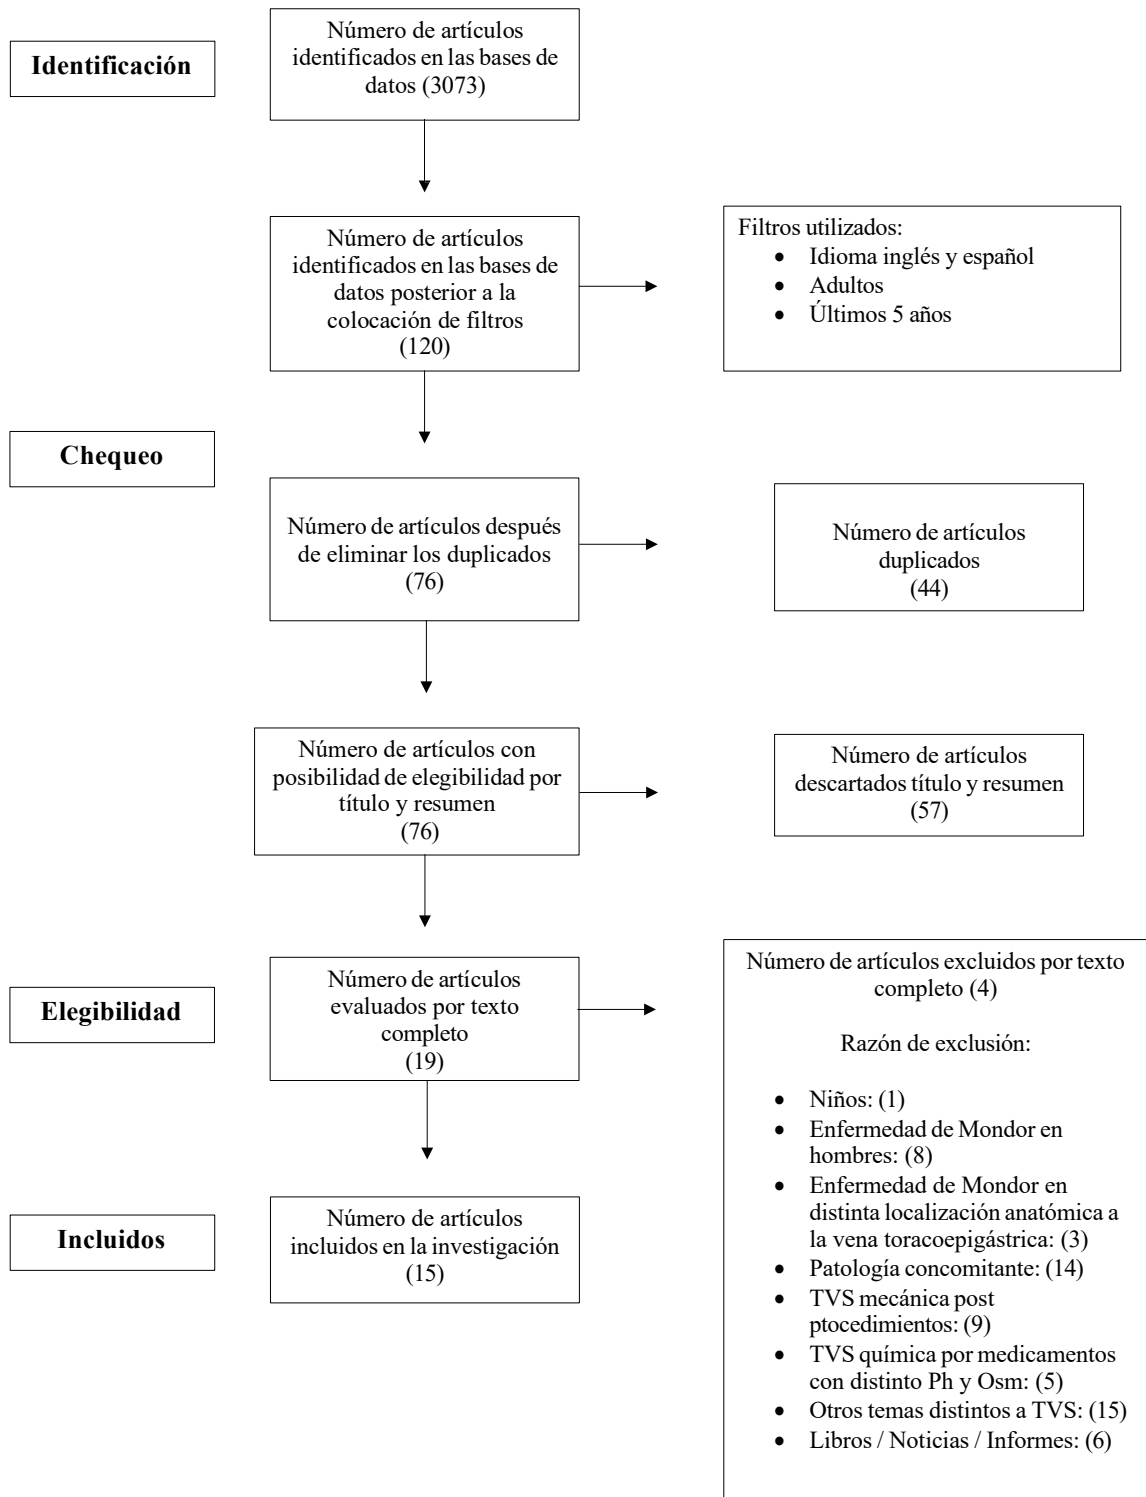 Identificación
Número de artículos
identificados en las bases de
datos (3073)
Número de artículos
identificados en las bases de
datos posterior a la
colocación de filtros
(120)
Filtros utilizados:
• Idioma inglés y español
• Adultos
• Últimos 5 años
Chequeo
Número de artículos después
de eliminar los duplicados
(76)
Número de artículos
duplicados
(44)
Número de artículos con
posibilidad de elegibilidad por
título y resumen
(76)
Número de artículos
descartados título y resumen
(57)
Elegibilidad
Número de artículos
evaluados por texto
completo
(19)
Número de artículos excluidos por texto
completo (4)
Razón de exclusión:
• Niños: (1)
• Enfermedad de Mondor en
hombres: (8)
• Enfermedad de Mondor en
distinta localización anatómica a
la vena toracoepigástrica: (3)
• Patología concomitante: (14)
• TVS mecánica post
ptocedimientos: (9)
• TVS química por medicamentos
con distinto Ph y Osm: (5)
• Otros temas distintos a TVS: (15)
• Libros / Noticias / Informes: (6)
Incluidos
Número de artículos
incluidos en la investigación
(15)